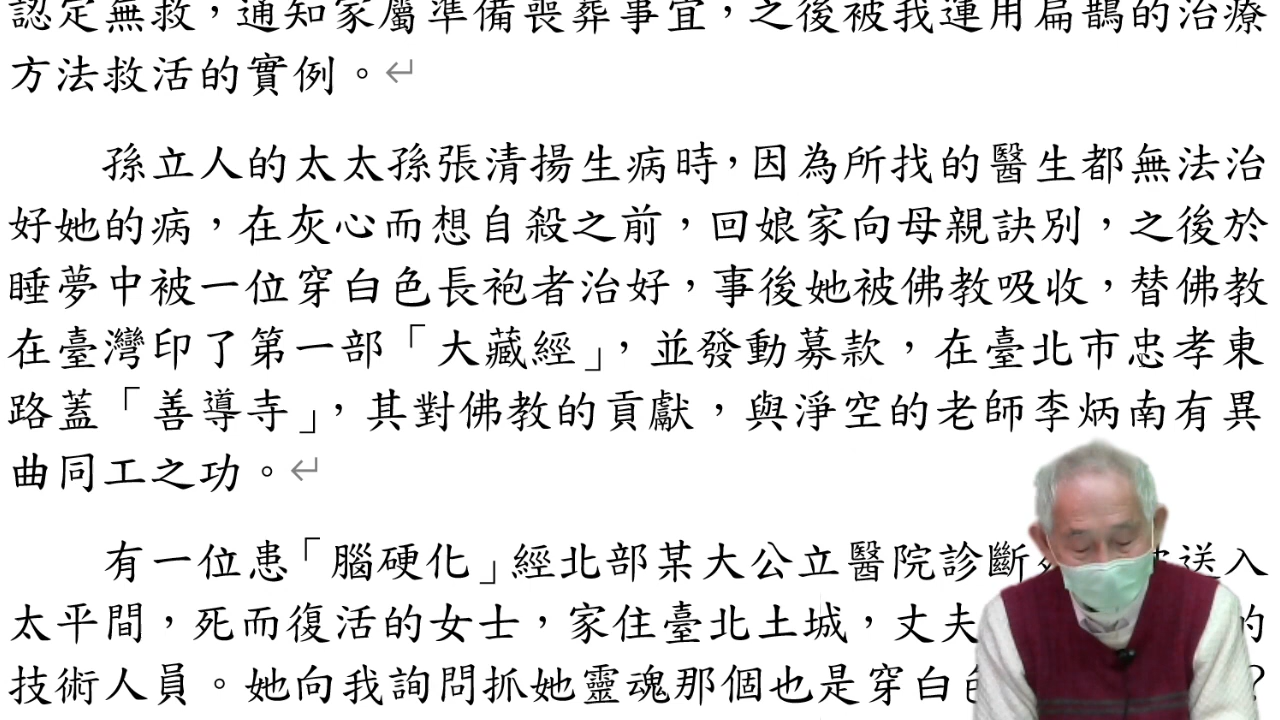 認定無救，通知家屬準備喪葬事宜，之後被我運用扁鵲的治療
方法救活的實例。
孫立人的太太孫張清揚生病時，因為所找的醫生都無法治
好她的病，在灰心而想自殺之前，回娘家向母親訣別，之後於
睡夢中被一位穿白色長袍者治好，事後她被佛教吸收，替佛教
在臺灣印了第一部「大藏經」，並發動募款，在臺北市忠孝東
路蓋「善導寺」，其對佛教的貢獻，與淨空的老師李炳南有異
曲同工之功。
有一位患「腦硬化」經北部某大公立醫院診斷送入
太平間，死而復活的女士，家住臺北土城，丈夫的
技術人員。她向我詢問抓她靈魂那個也是穿白？